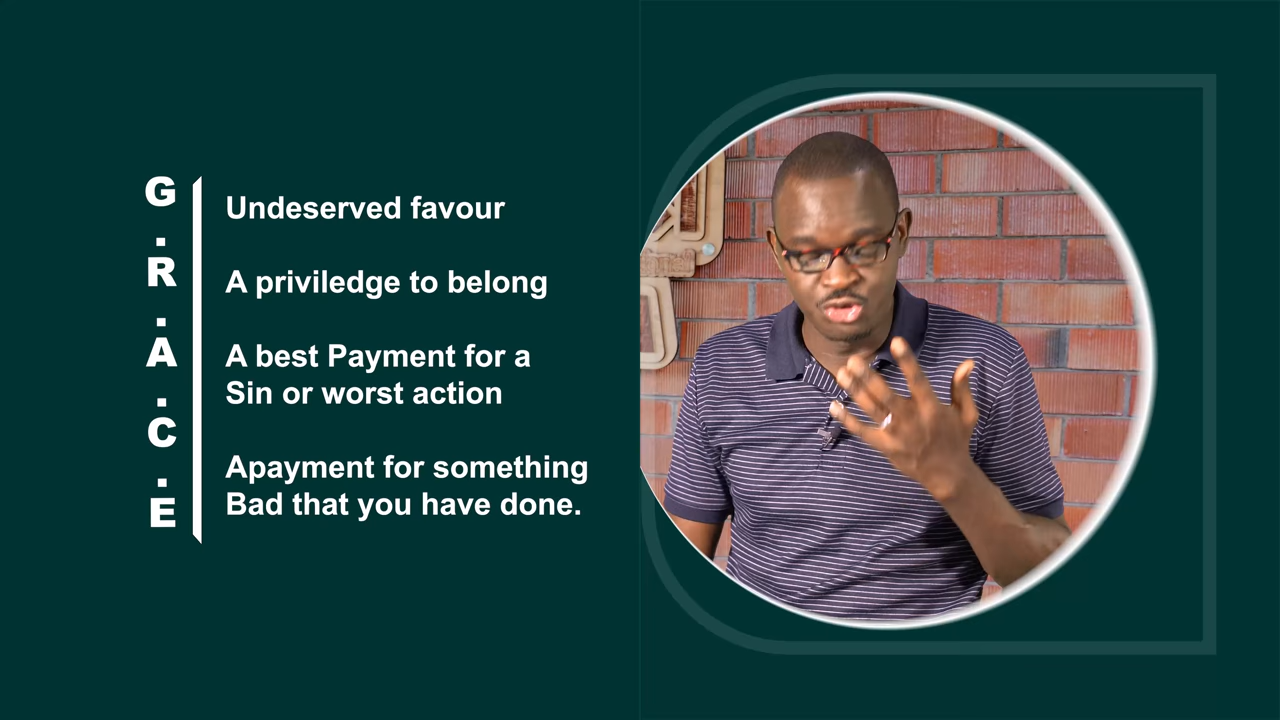 G.R.A.C.E
Undeserved favour
A priviledge to belong
A best Payment for a
Sin or worst action
Apayment for something
Bad that you have done.